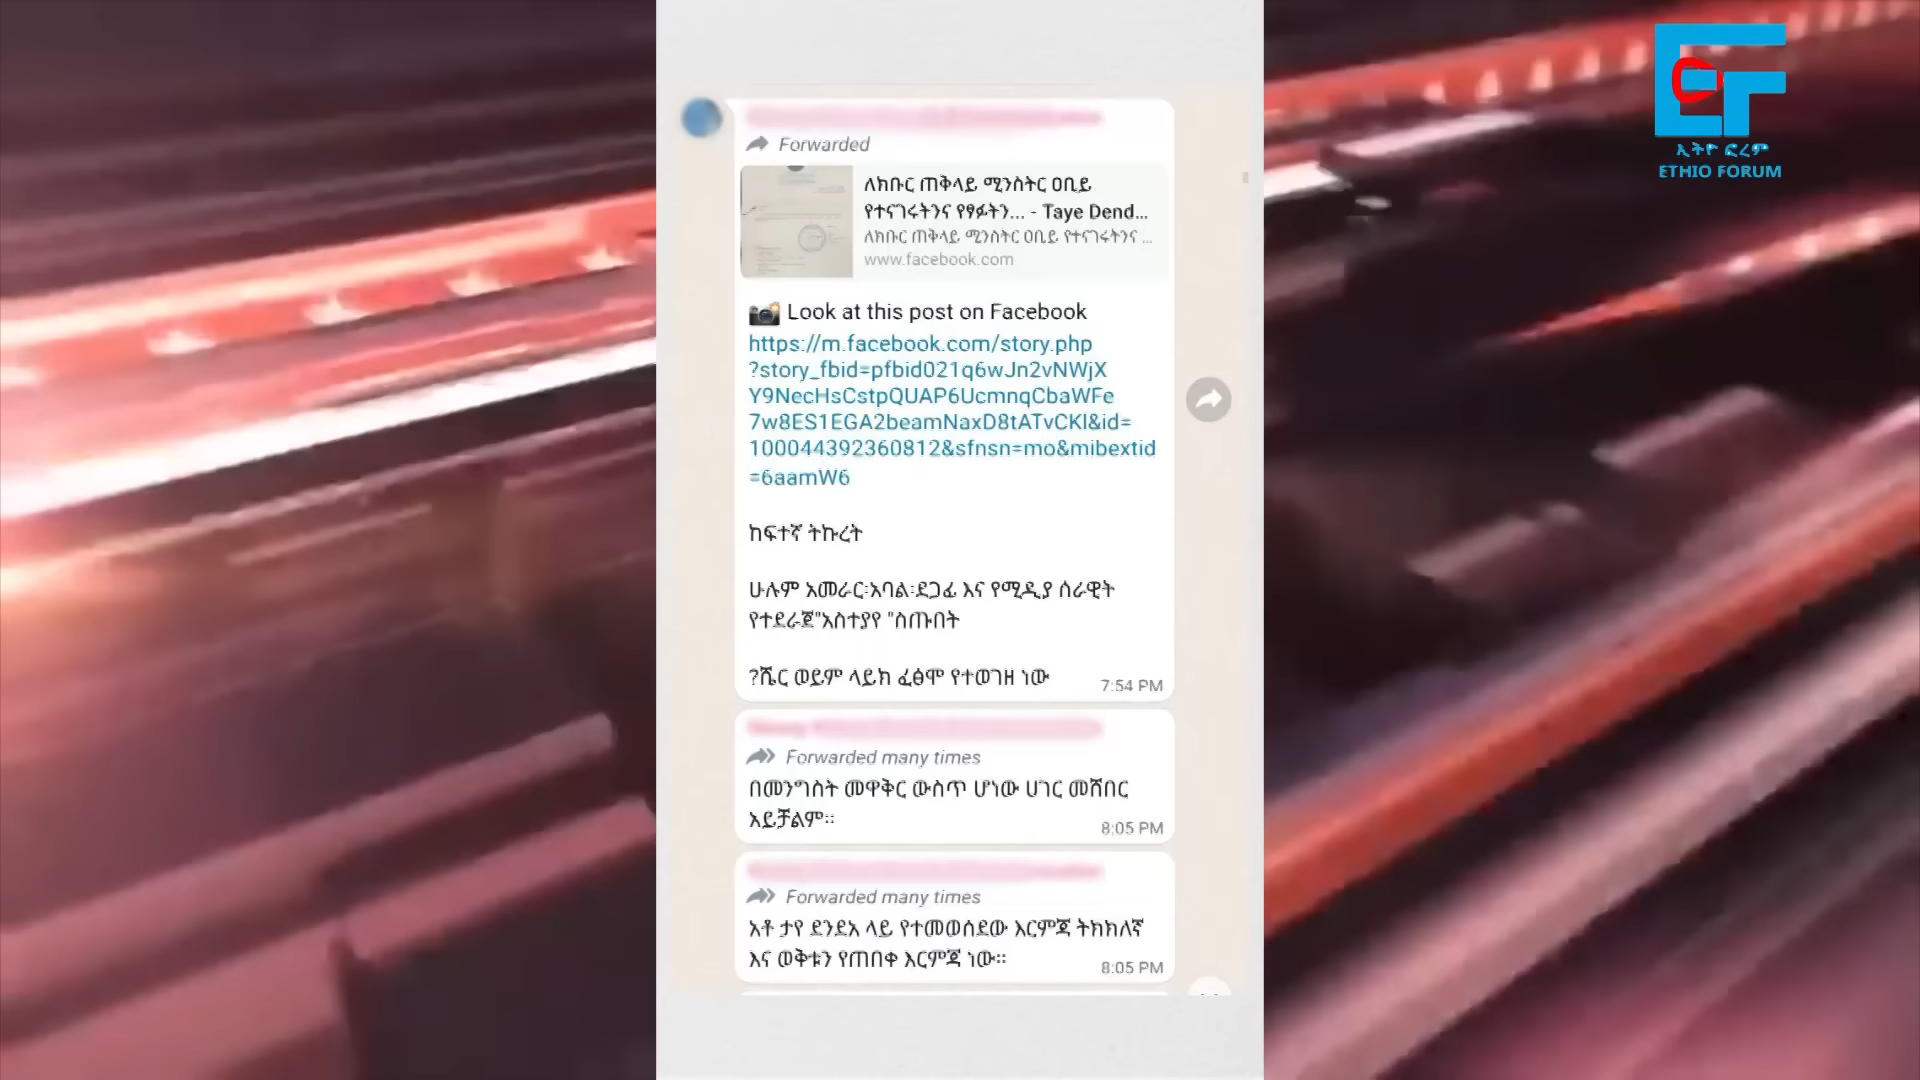 ኢትዮ ፎረም
ETHIO FORUM
Forwarded
ለክቡር ጠቅላይ ሚንስትር ዐቢይ
የተናገሩትንና የፃፉትን... - Taye Dend...
ለክቡር ጠቅላይ ሚንስትር ዐቢይ የተናገሩትንና ...
www.facebook.com
Look at this post on Facebook
https://m.facebook.com/story.php
?story_fbid=pfbid021q6wJn2vNWjX
Y9NecHsCstpQUAP6UcmnqCbaWFe
7w8ES1EGA2beamNaxD8tATvCKl&id=
100044392360812&sfnsn=mo&mibextid
=6aamW6
ከፍተኛ ትኩረት
ሁሉም አመራር፡አባል፡ደጋፊ እና የሚዲያ ሰራዊት
የተደራጀ"አስተያየ "ስጡበት
?ሼር ወይም ላይክ ፈፅሞ የተወገዘ ነው
7:54 PM
Forwarded many times
በመንግስት መዋቅር ውስጥ ሆነው ሀገር መሸበር
አይቻልም።
8:05 PM
Forwarded many times
አቶ ታየ ደንደአ ላይ የተመወሰደው እርምጃ ትክክለኛ
እና ወቅቱን የጠበቀ እርምጃ ነው።
8:05 PM